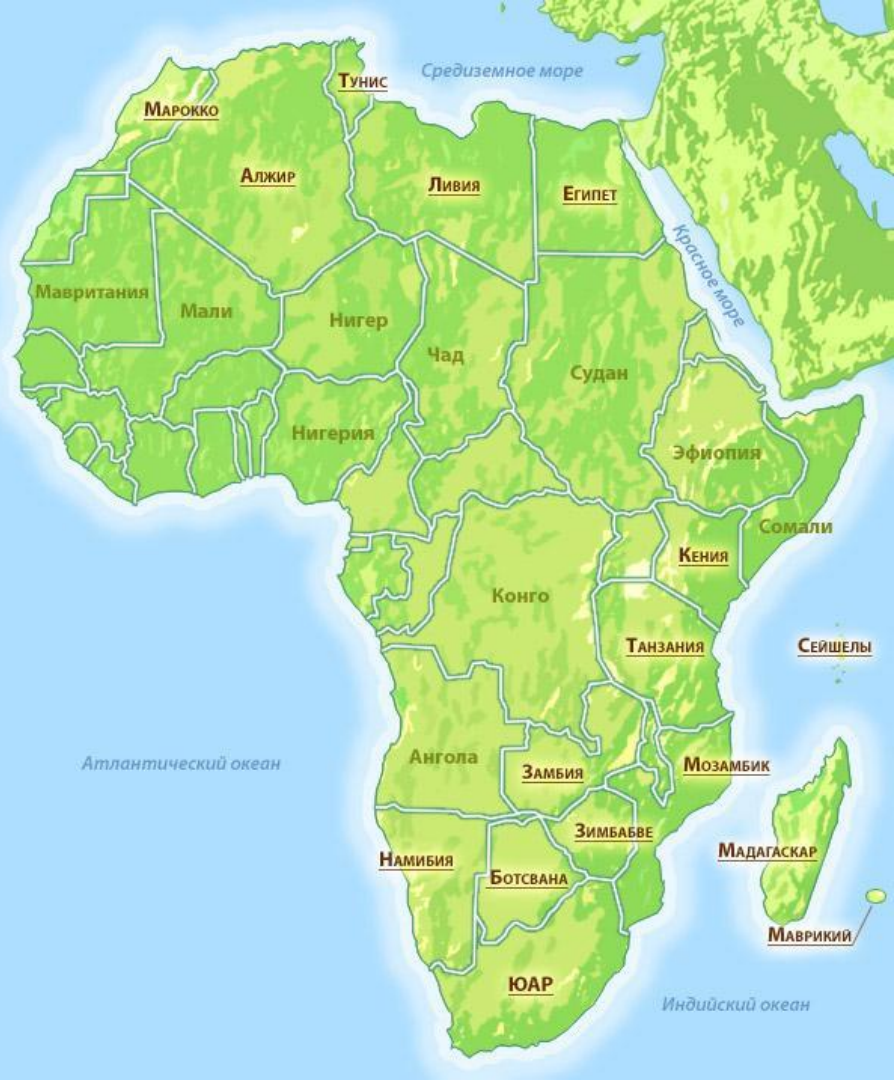 Средиземное море
Тунис
Марокко
Алжир
Ливия
Египет
Красное море
Мавритания
Мали
Нигер
Чад
Судан
Нигерия
Эфиопия
Сомали
Кения
Конго
Танзания
Сейшелы
Атлантический океан
Ангола
Замбия
Мозамбик
Зимбабве
Мадагаскар
Намибия
Ботсвана
Маврикий
ЮАР
Индийский океан